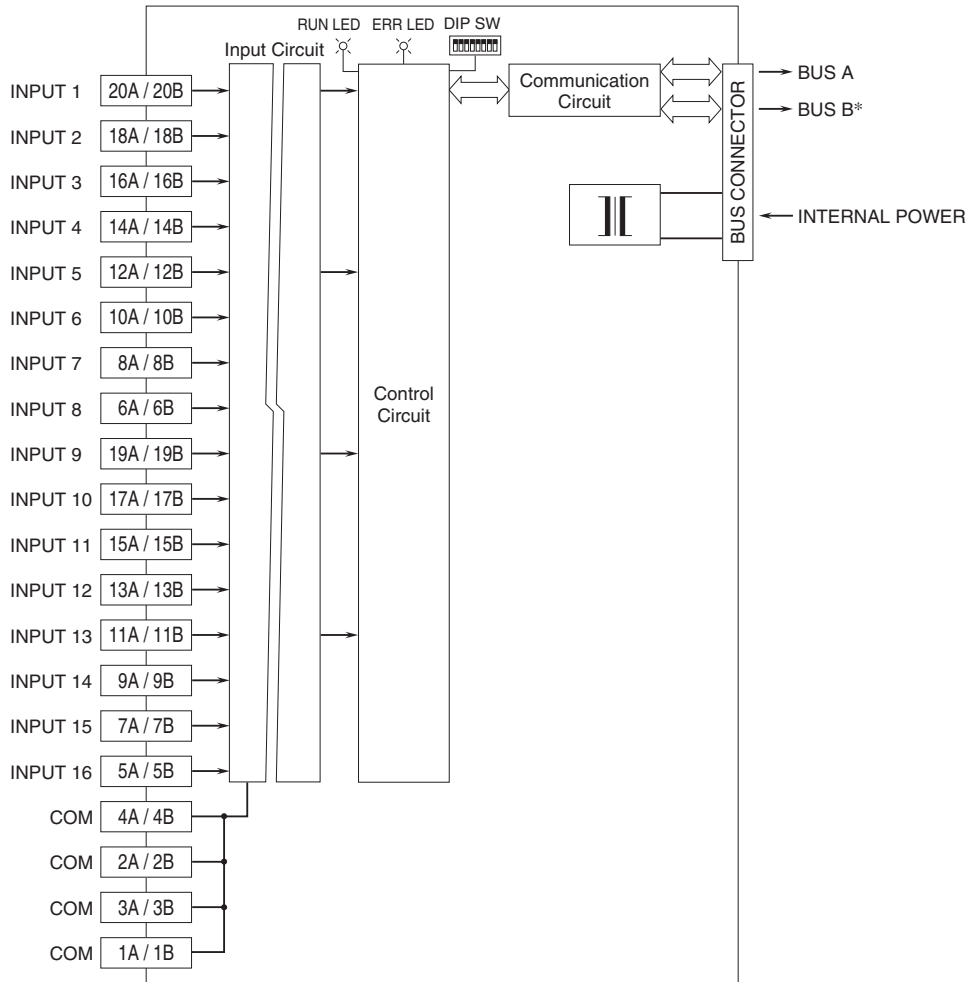 RUN LED ERR LED DIP SW
Input Circuit
INPUT 1 20A / 20B
INPUT 2 18A / 18B
INPUT 3 16A / 16B
INPUT 4 14A / 14B
INPUT 5 12A / 12B
INPUT 6 10A / 10B
INPUT 7 8A / 8B
INPUT 8 6A / 6B
INPUT 9 19A / 19B
INPUT 10 17A / 17B
INPUT 11 15A / 15B
INPUT 12 13A / 13B
INPUT 13 11A / 11B
INPUT 14 9A / 9B
INPUT 15 7A / 7B
INPUT 16 5A / 5B
COM 4A / 4B
COM 2A / 2B
COM 3A / 3B
COM 1A / 1B
Control
Circuit
Communication
Circuit
BUS CONNECTOR
BUS A
BUS B*
INTERNAL POWER